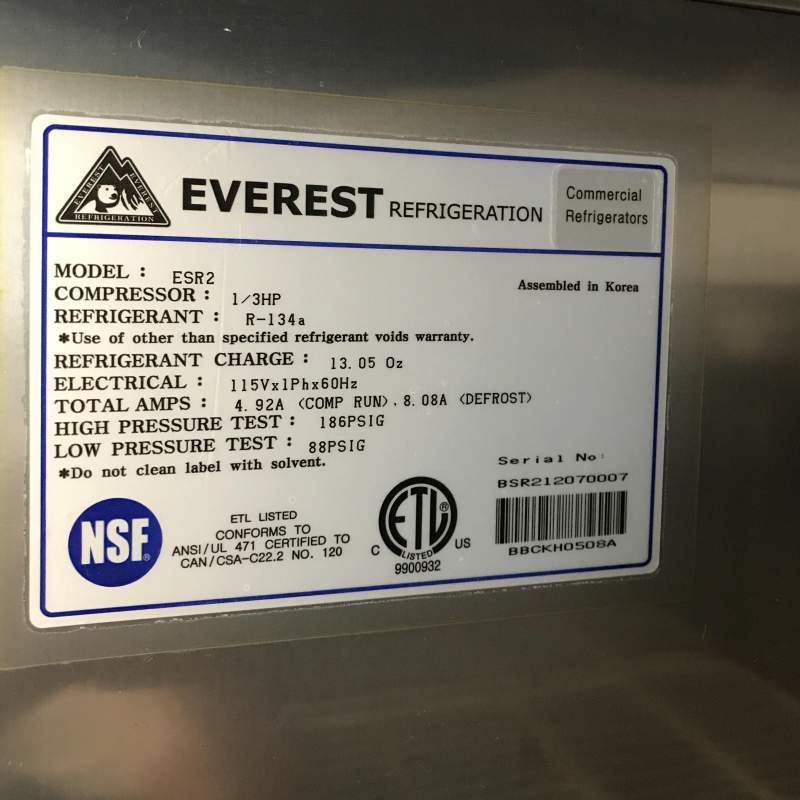 EVEREST EVEREST
REFRIGERATION
EVEREST REFRIGERATION
Commercial
Refrigerators
MODEL : ESR2
Assembled in Korea
COMPRESSOR : 1/3HP
REFRIGERANT : R-134a
*Use of other than specified refrigerant voids warranty.
REFRIGERANT CHARGE : 13.05 Oz
ELECTRICAL : 115Vx1Phx60Hz
TOTAL AMPS : 4.92A <COMP RUN>, 8.08A <DEFROST>
HIGH PRESSURE TEST : 186PSIG
LOW PRESSURE TEST : 88PSIG
*Do not clean label with solvent.
NSF®
ETL LISTED
CONFORMS TO
ANSI/UL 471 CERTIFIED TO
CAN/CSA-C22.2 NO. 120
ETL®
C LISTED US
9900932
Serial No:
BSR212070007
BBCKH0508A